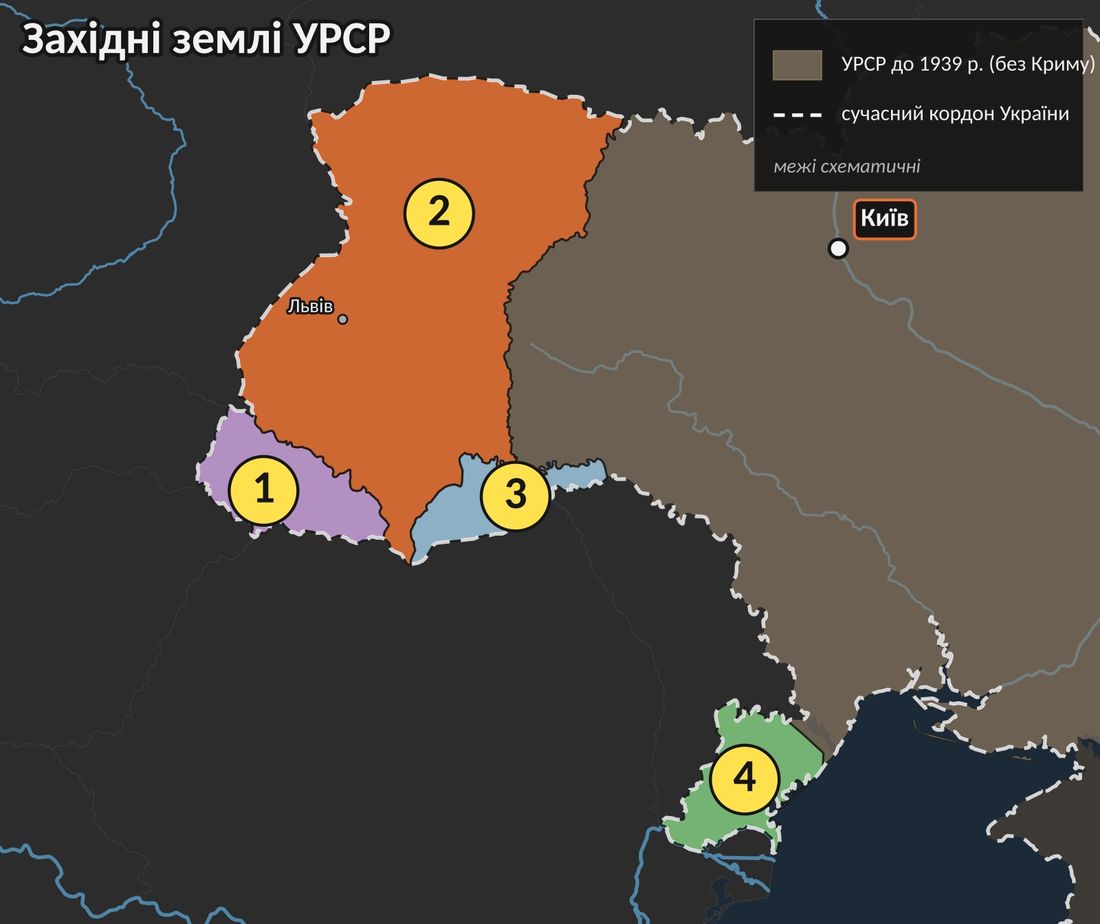 Західні землі УРСР
УРСР до 1939 р. (без Криму)
сучасний кордон України
межі схематичні
Київ
2
Львів
1
3
4